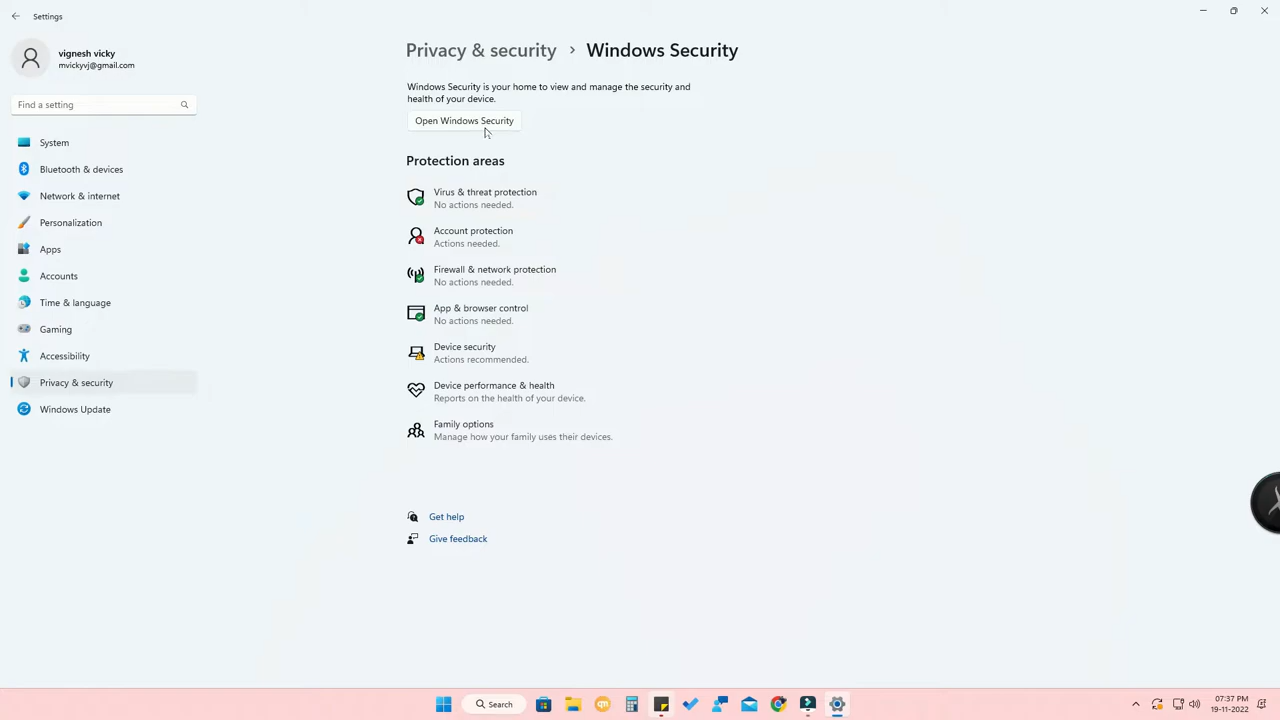 Settings
vignesh vicky
mvickyvj@gmail.com
Find a setting
System
Bluetooth & devices
Network & internet
Personalization
Apps
Accounts
Time & language
Gaming
Accessibility
Privacy & security
Windows Update
Privacy & security > Windows Security
Windows Security is your home to view and manage the security and
health of your device.
Open Windows Security
Protection areas
Virus & threat protection
No actions needed.
Account protection
Actions needed.
Firewall & network protection
No actions needed.
App & browser control
No actions needed.
Device security
Actions recommended.
Device performance & health
Reports on the health of your device.
Family options
Manage how your family uses their devices.
Get help
Give feedback
Search
qm
07:37 PM
19-11-2022